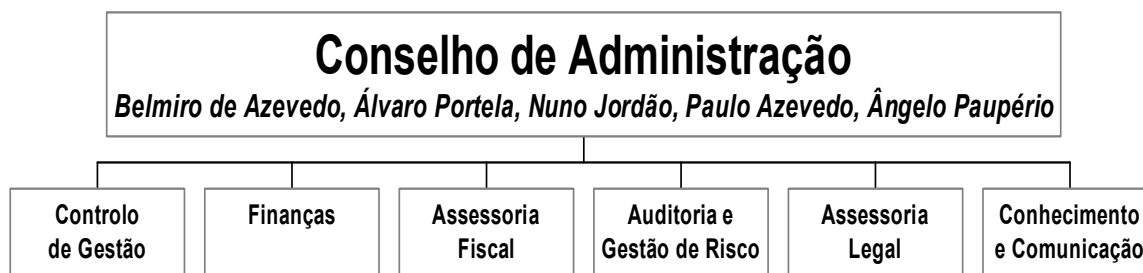 Conselho de Administração
Belmiro de Azevedo, Álvaro Portela, Nuno Jordão, Paulo Azevedo, Ângelo Paupério
Controlo
de Gestão
Finanças
Assessoria
Fiscal
Auditoria e
Gestão de Risco
Assessoria
Legal
Conhecimento
e Comunicação